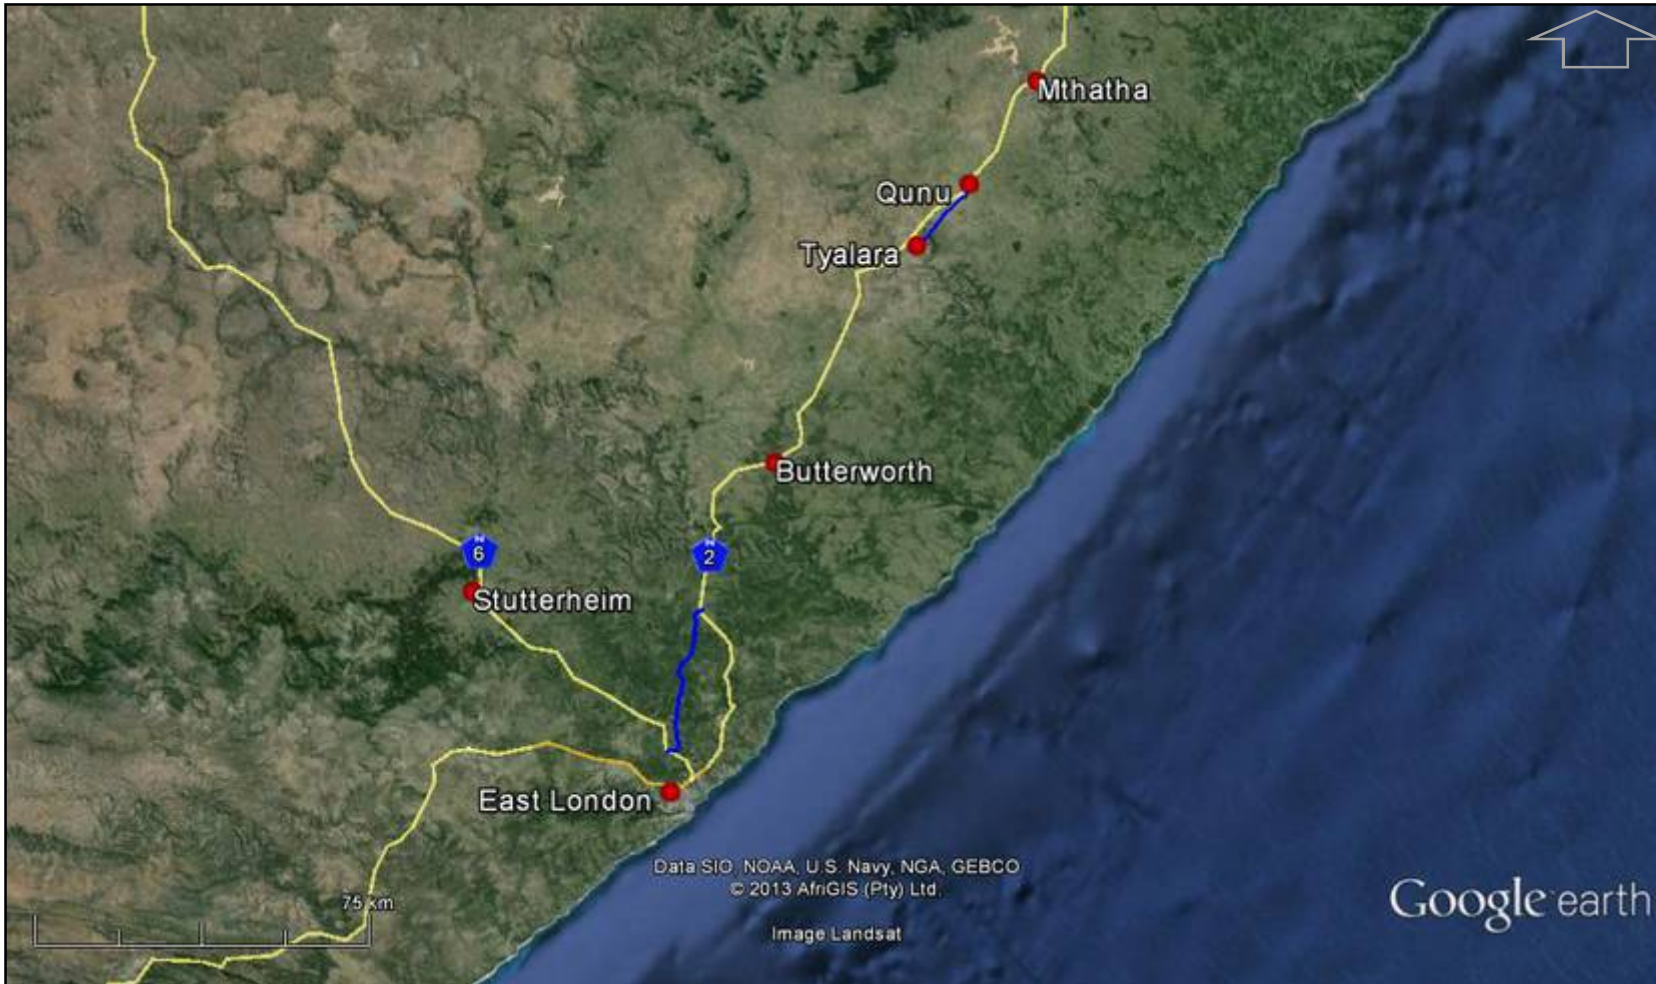 Mthatha
Qunu
Tyalara
Butterworth
N
6
N
2
Stutterheim
East London
Data SIO, NOAA, U.S. Navy, NGA, GEBCO
© 2013 AfriGIS (Pty) Ltd.
75 km
Image Landsat
Google earth